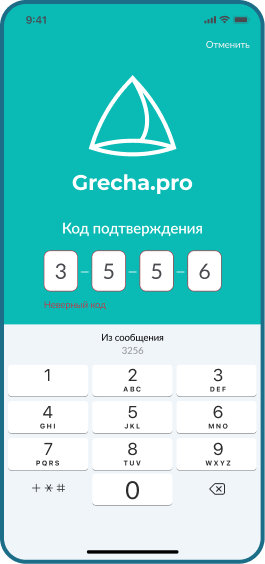 9:41
Отменить
Grecha.pro
Код подтверждения
3 – 5 – 5 – 6
Неверный код
Из сообщения
3256
1 2 ABC 3 DEF
4 GHI 5 JKL 6 MNO
7 PQRS 8 TUV 9 WXYZ
+ * # 0